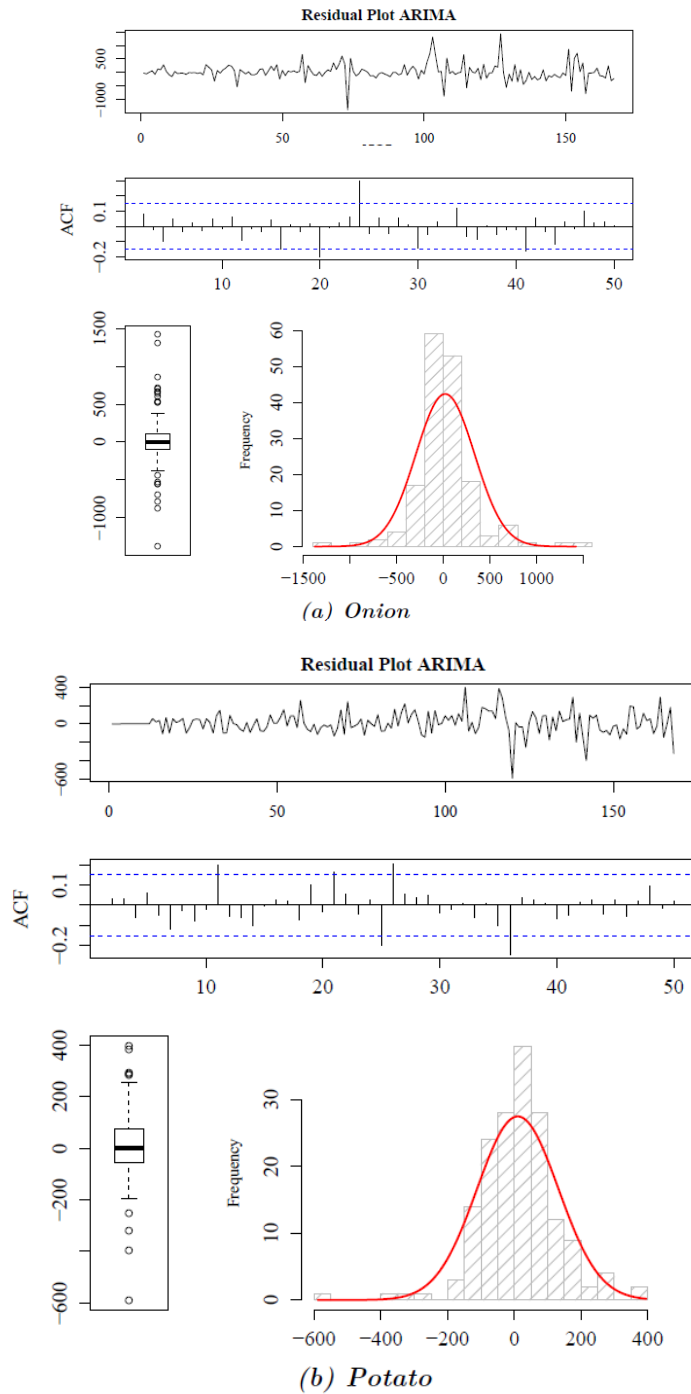 Residual Plot ARIMA
500
−1000
0 50 100 150
ACF
0.1
−0.2
10 20 30 40 50
1500
500
0
−1000
Frequency
60
50
40
30
20
10
0
−1500 −500 0 500 1000
(a) Onion
Residual Plot ARIMA
400
0
−600
0 50 100 150
ACF
0.1
−0.2
10 20 30 40 50
400
200
0
−200
−600
Frequency
30
20
10
0
−600 −400 −200 0 200 400
(b) Potato